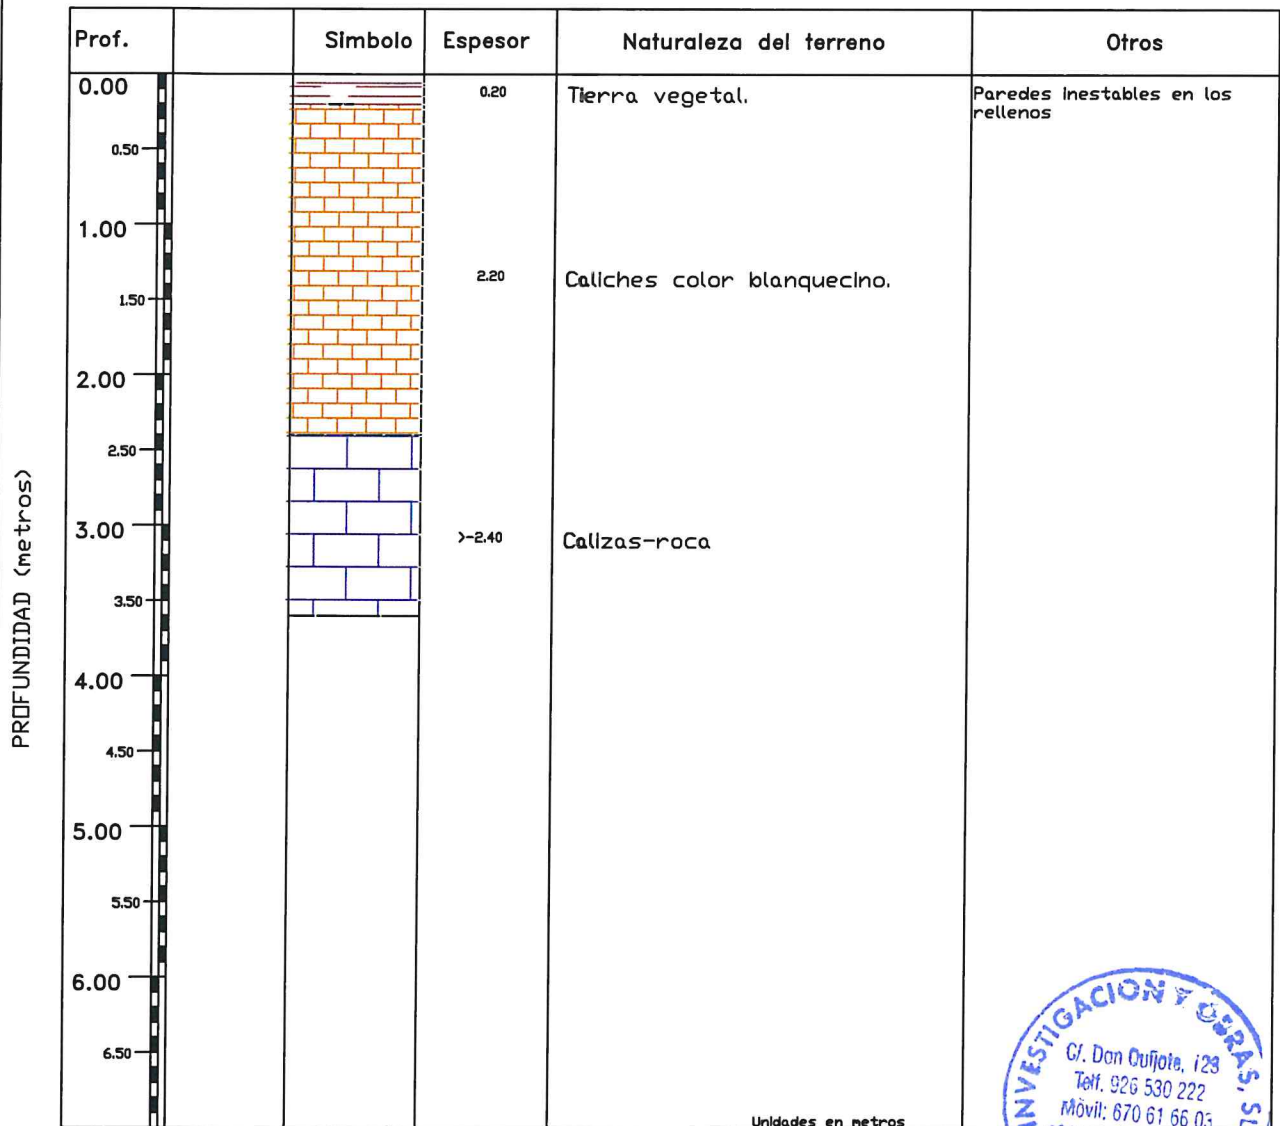 Prof. Simbolo Espesor Naturaleza del terreno Otros
0.00 0.20 Tierra vegetal. Paredes inestables en los
rellenos
0.50
1.00
2.20 Caliches color blanquecino.
1.50
2.00
2.50
3.00 >-2.40 Calizas-roca
3.50
4.00
4.50
5.00
5.50
6.00
6.50
PROFUNDIDAD (metros)
Unidades en metros
INVESTIGACION Y OBRAS, SL
C/. Don Quijote, 129
Telf. 926 530 222
Móvil: 670 61 66 03